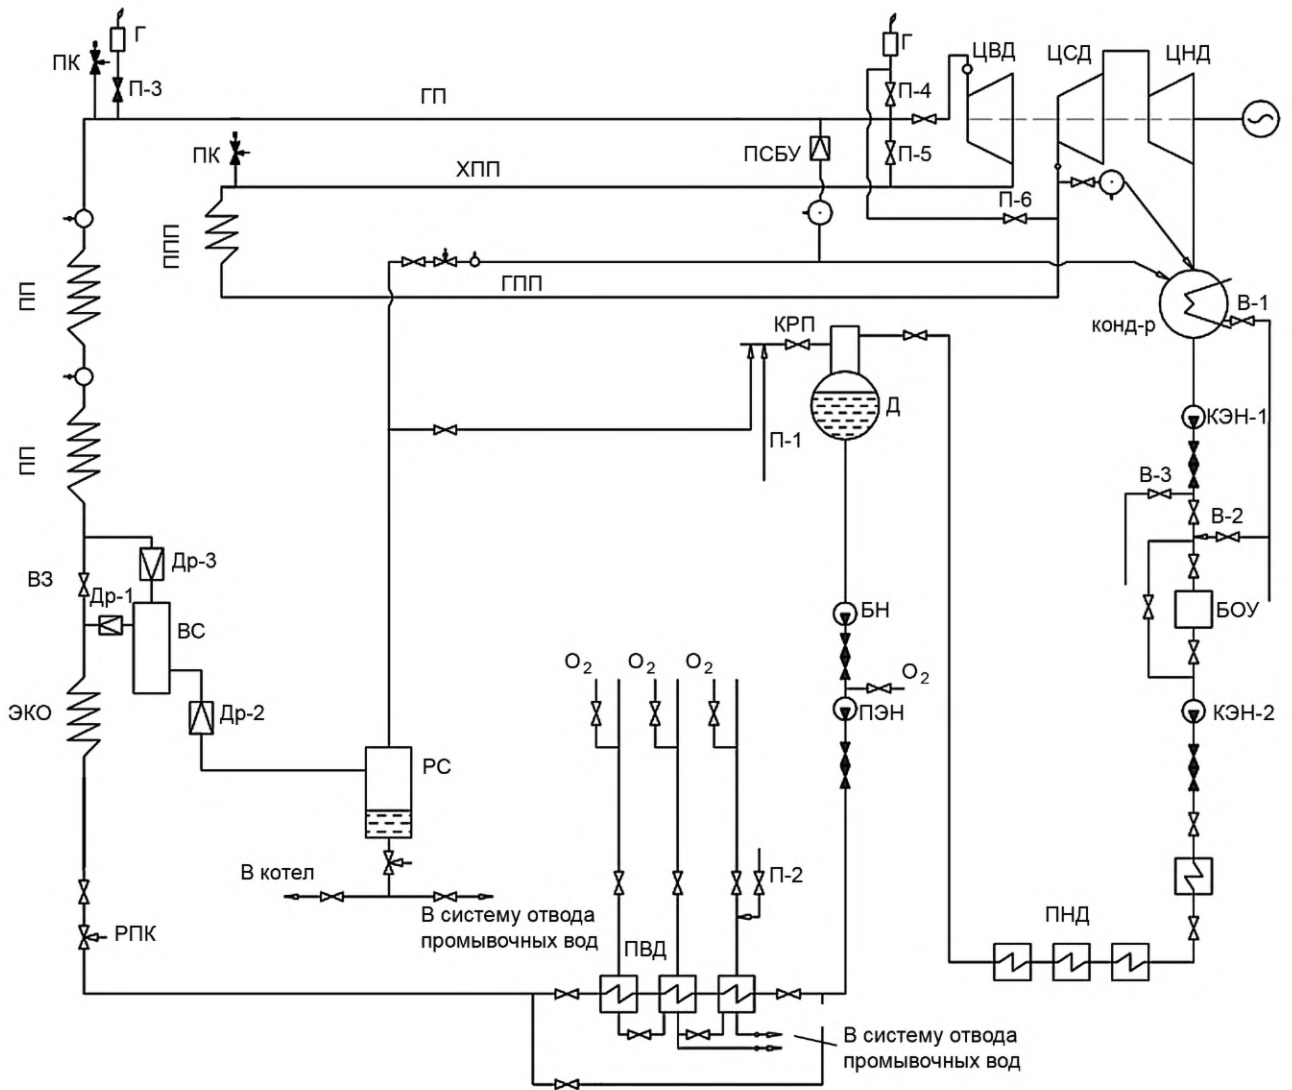 Г
Г
ПК
П-3
ГП
П-4
ЦВД
ЦСД
ЦНД
ПК
ХПП
ПСБУ
П-5
П-6
ППП
ГПП
ПП
КРП
конд-р
В-1
Д
КЭН-1
ПП
П-1
В-3
В-2
Др-3
ВЗ
Др-1
ВС
БН
БОУ
O2
O2
O2
O2
ЭКО
Др-2
ПЭН
КЭН-2
РС
В котел
П-2
В систему отвода
промывочных вод
РПК
ПВД
ПНД
В систему отвода
промывочных вод